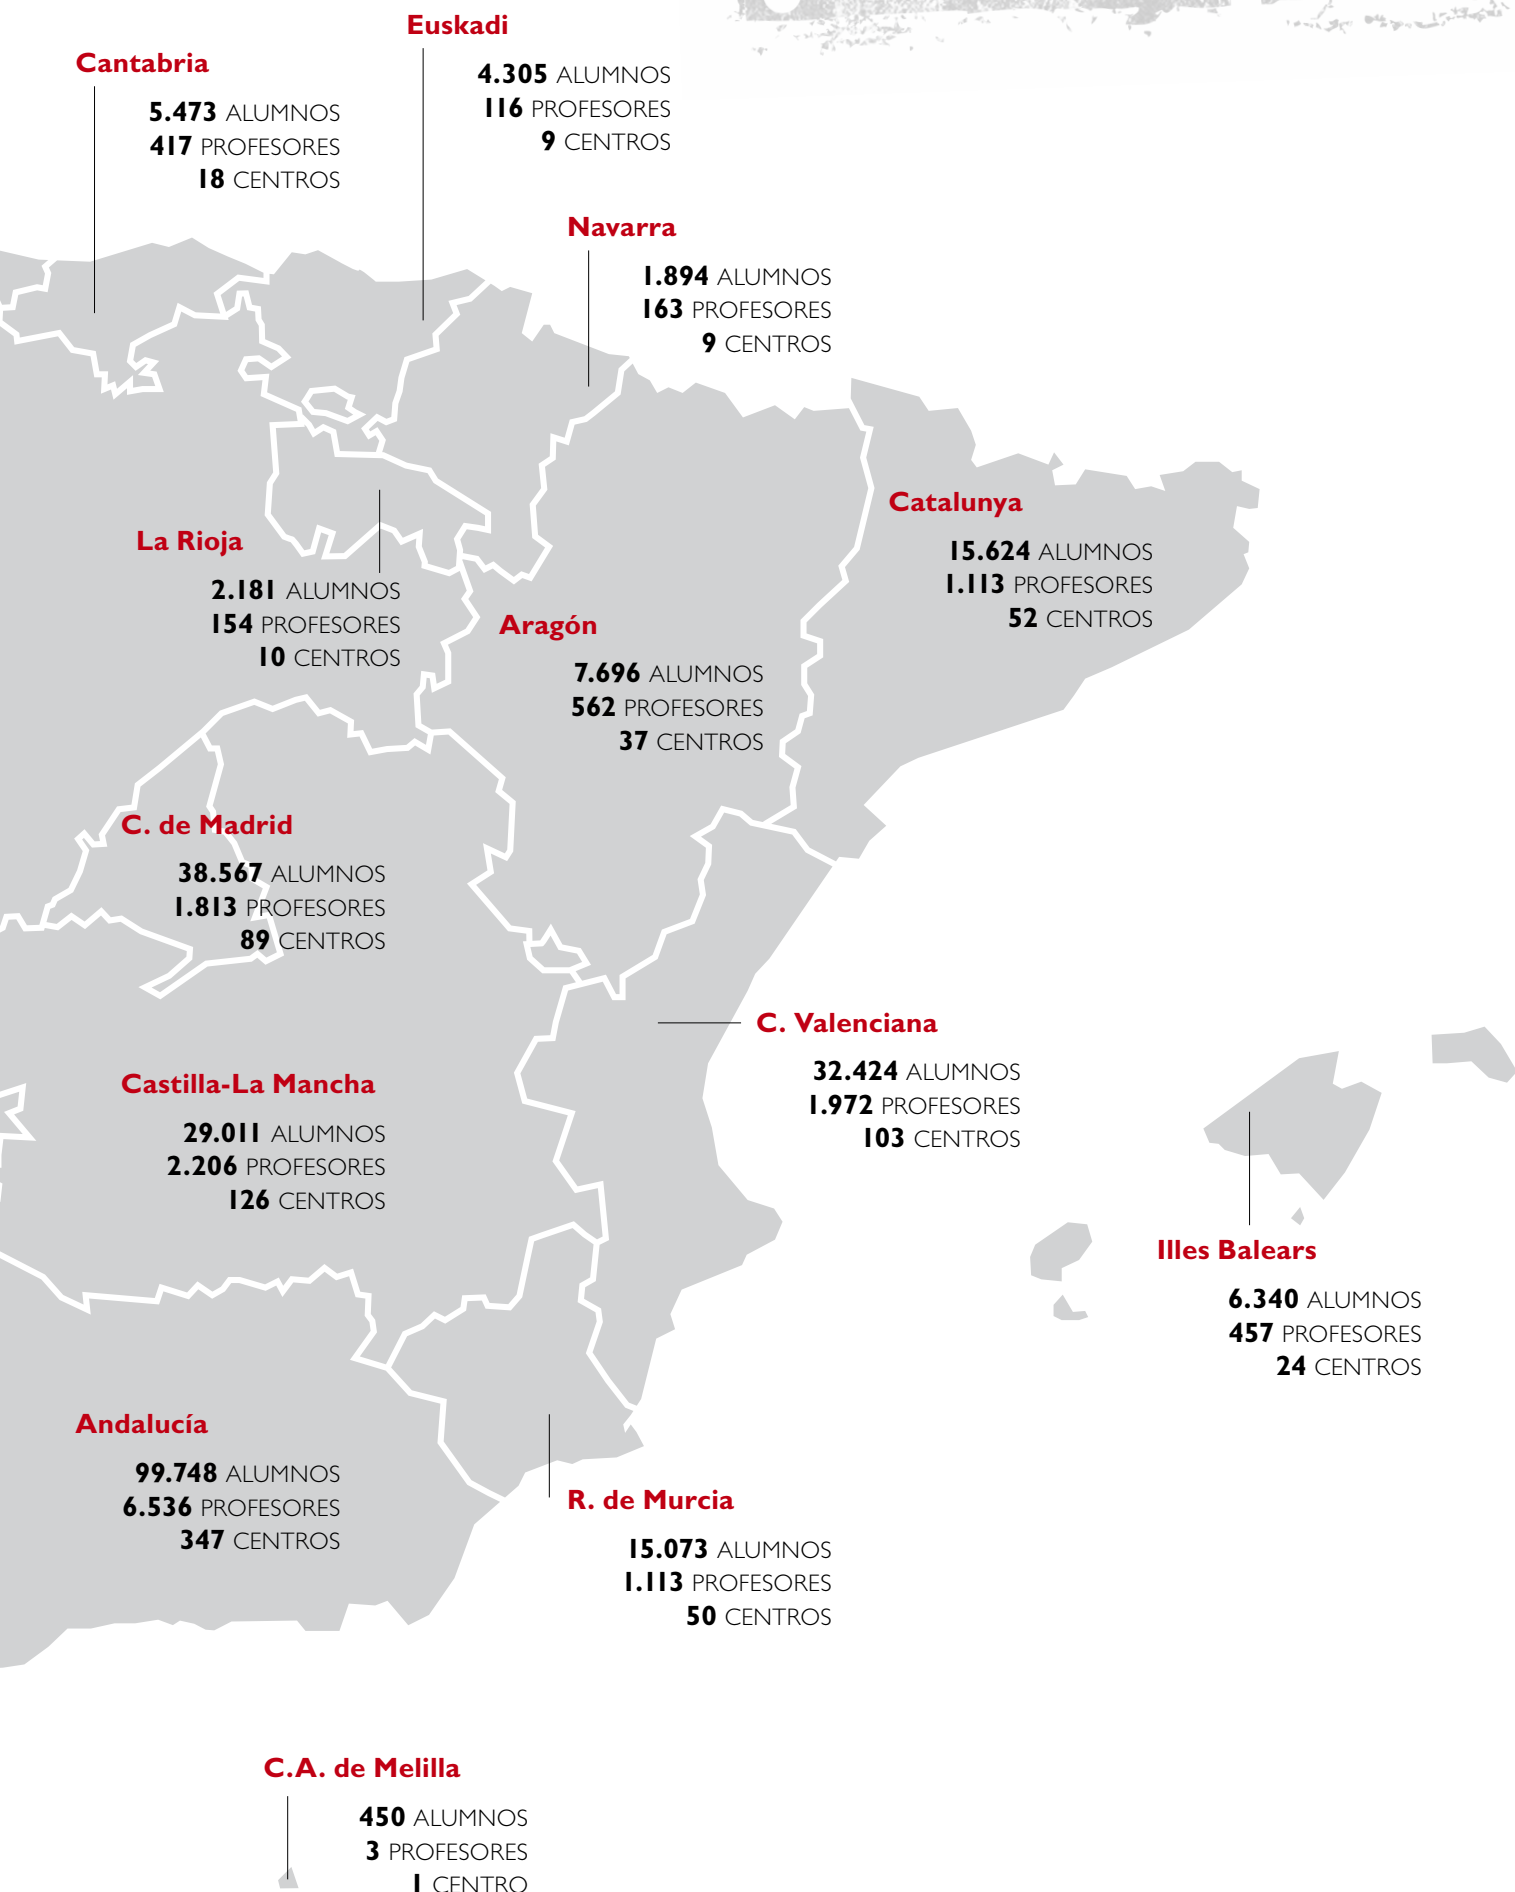 Euskadi
4.305 ALUMNOS
116 PROFESORES
9 CENTROS
Cantabria
5.473 ALUMNOS
417 PROFESORES
18 CENTROS
Navarra
1.894 ALUMNOS
163 PROFESORES
9 CENTROS
Catalunya
15.624 ALUMNOS
1.113 PROFESORES
52 CENTROS
La Rioja
2.181 ALUMNOS
154 PROFESORES
10 CENTROS
Aragón
7.696 ALUMNOS
562 PROFESORES
37 CENTROS
C. de Madrid
38.567 ALUMNOS
1.813 PROFESORES
89 CENTROS
C. Valenciana
32.424 ALUMNOS
1.972 PROFESORES
103 CENTROS
Castilla-La Mancha
29.011 ALUMNOS
2.206 PROFESORES
126 CENTROS
Illes Balears
6.340 ALUMNOS
457 PROFESORES
24 CENTROS
Andalucía
99.748 ALUMNOS
6.536 PROFESORES
347 CENTROS
R. de Murcia
15.073 ALUMNOS
1.113 PROFESORES
50 CENTROS
C.A. de Melilla
450 ALUMNOS
3 PROFESORES
1 CENTRO